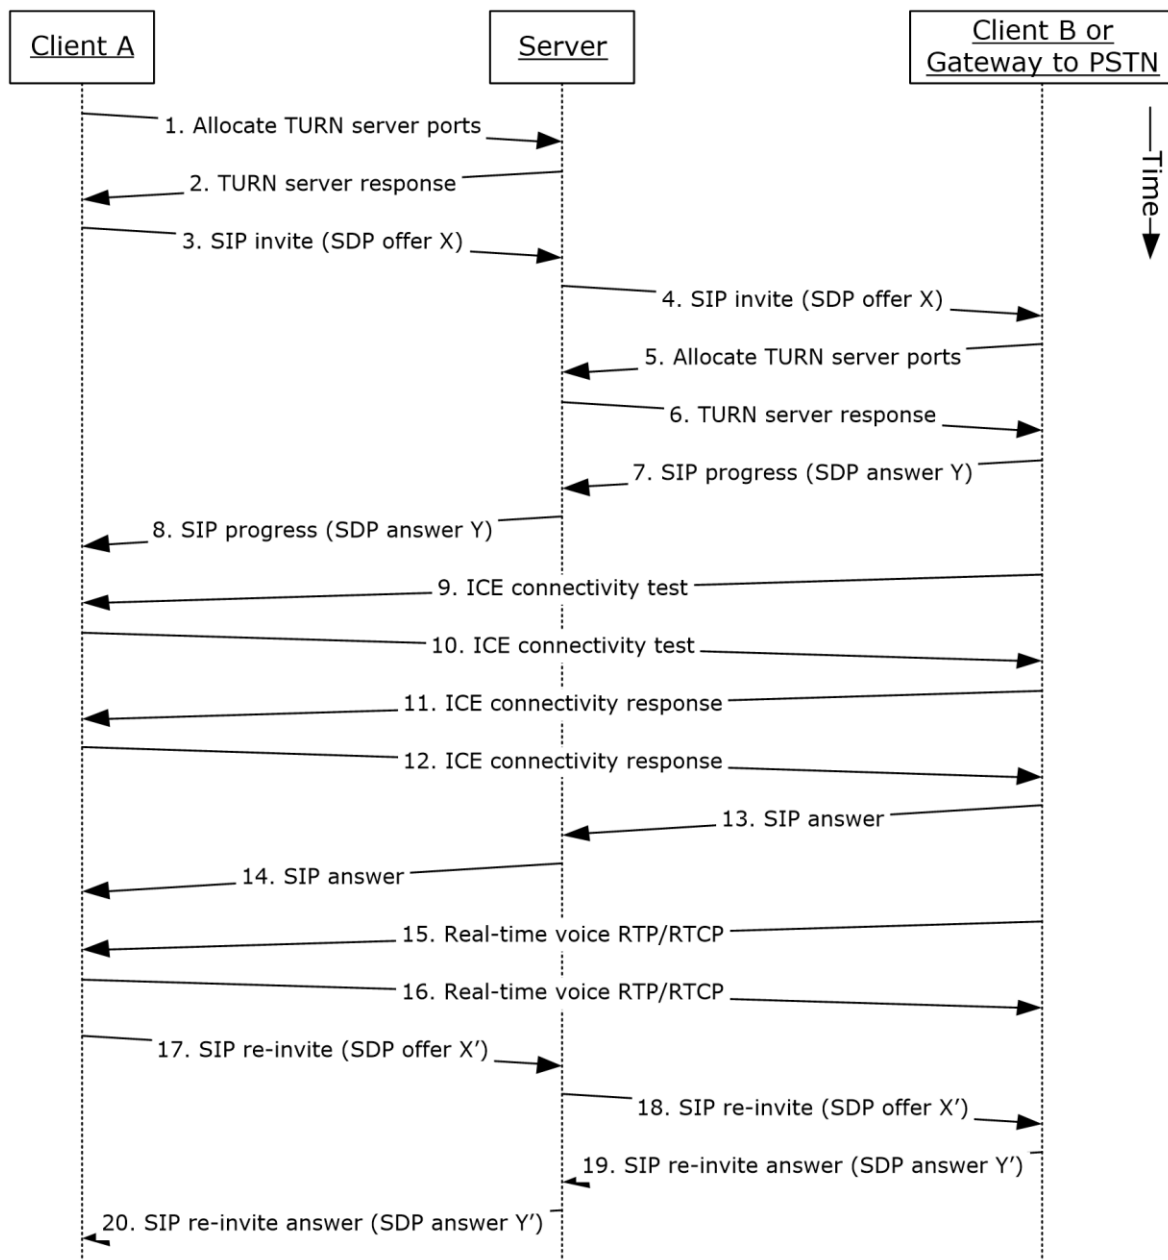 Client A
Server
Client B or
Gateway to PSTN
Time
1. Allocate TURN server ports
2. TURN server response
3. SIP invite (SDP offer X)
4. SIP invite (SDP offer X)
5. Allocate TURN server ports
6. TURN server response
7. SIP progress (SDP answer Y)
8. SIP progress (SDP answer Y)
9. ICE connectivity test
10. ICE connectivity test
11. ICE connectivity response
12. ICE connectivity response
13. SIP answer
14. SIP answer
15. Real-time voice RTP/RTCP
16. Real-time voice RTP/RTCP
17. SIP re-invite (SDP offer X’)
18. SIP re-invite (SDP offer X’)
19. SIP re-invite answer (SDP answer Y’)
20. SIP re-invite answer (SDP answer Y’)